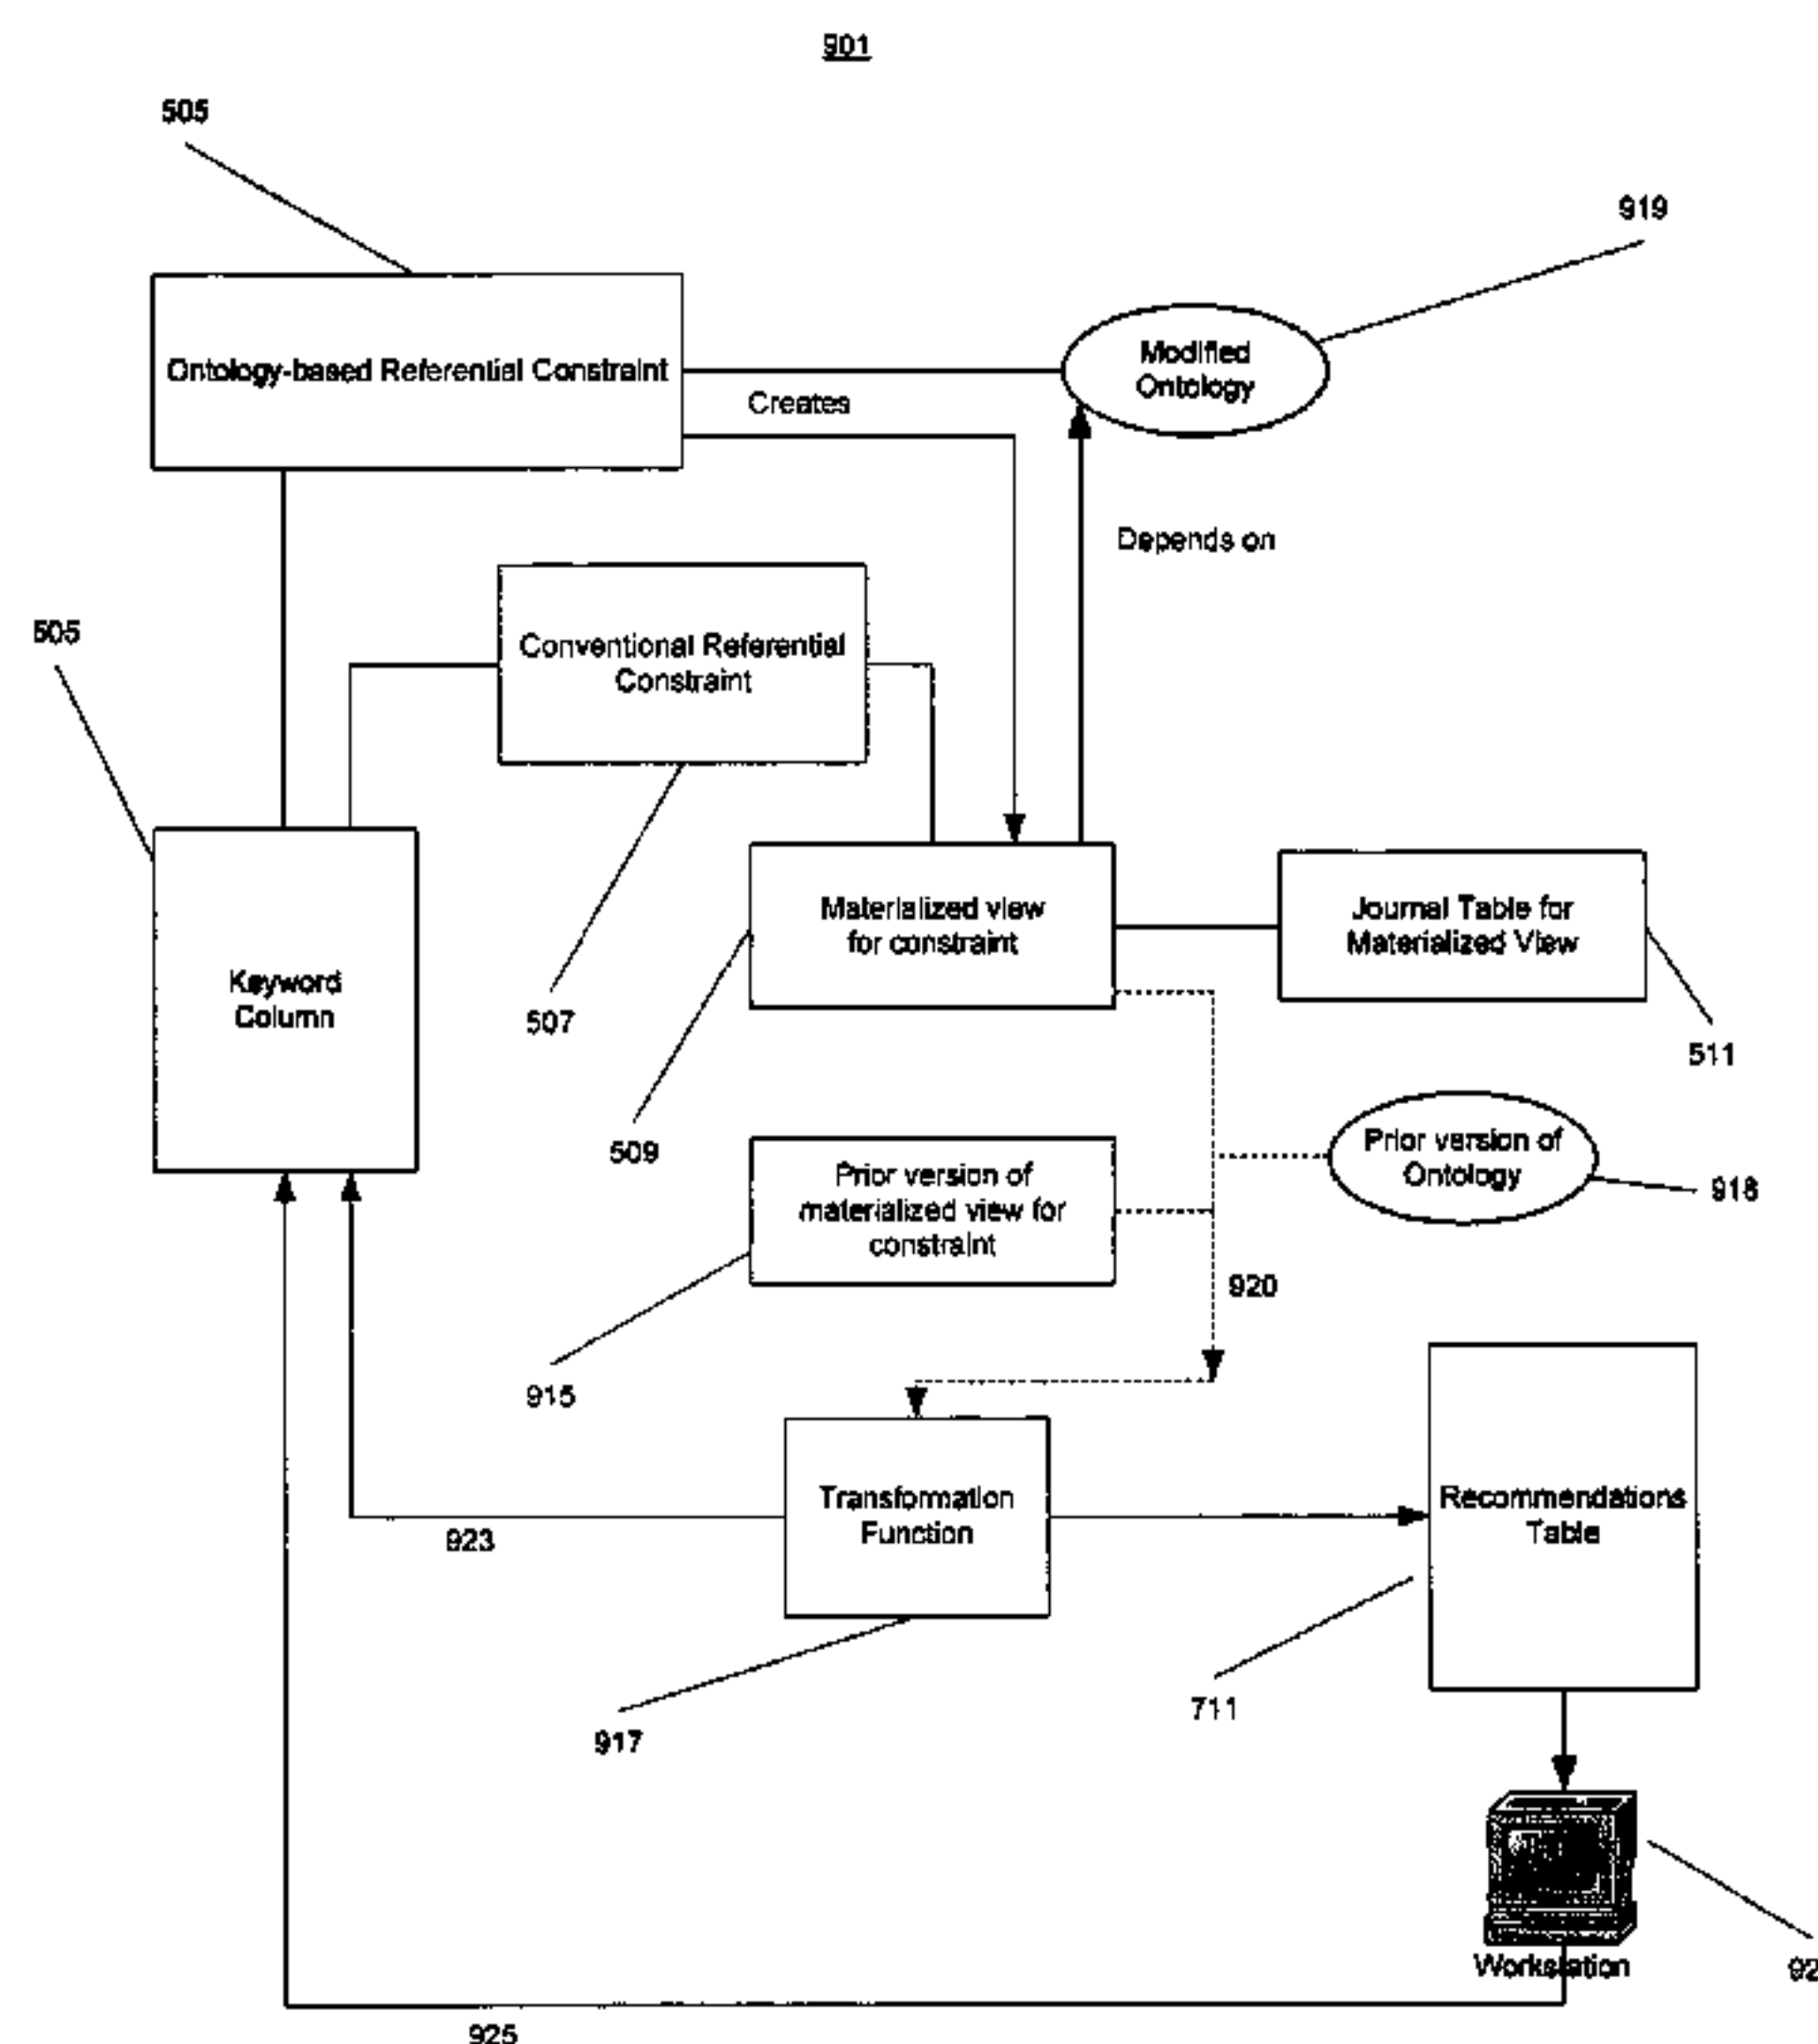 901
505
919
Ontology-based Referential Constraint
Modified
Ontology
Creates
Depends on
505
Conventional Referential
Constraint
Materialized view
for constraint
Journal Table for
Materialized View
Keyword
Column
507
511
509
Prior version of
Ontology
918
Prior version of
materialized view for
constraint
920
915
Transformation
Function
Recommendations
Table
923
711
917
Workstation
925